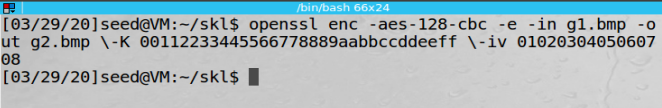 /bin/bash 66x24
[03/29/20]seed@VM:~/skl$ openssl enc -aes-128-cbc -e -in g1.bmp -o
ut g2.bmp \-K 00112233445566778889aabbccddeeff \-iv 01020304050607
08
[03/29/20]seed@VM:~/skl$